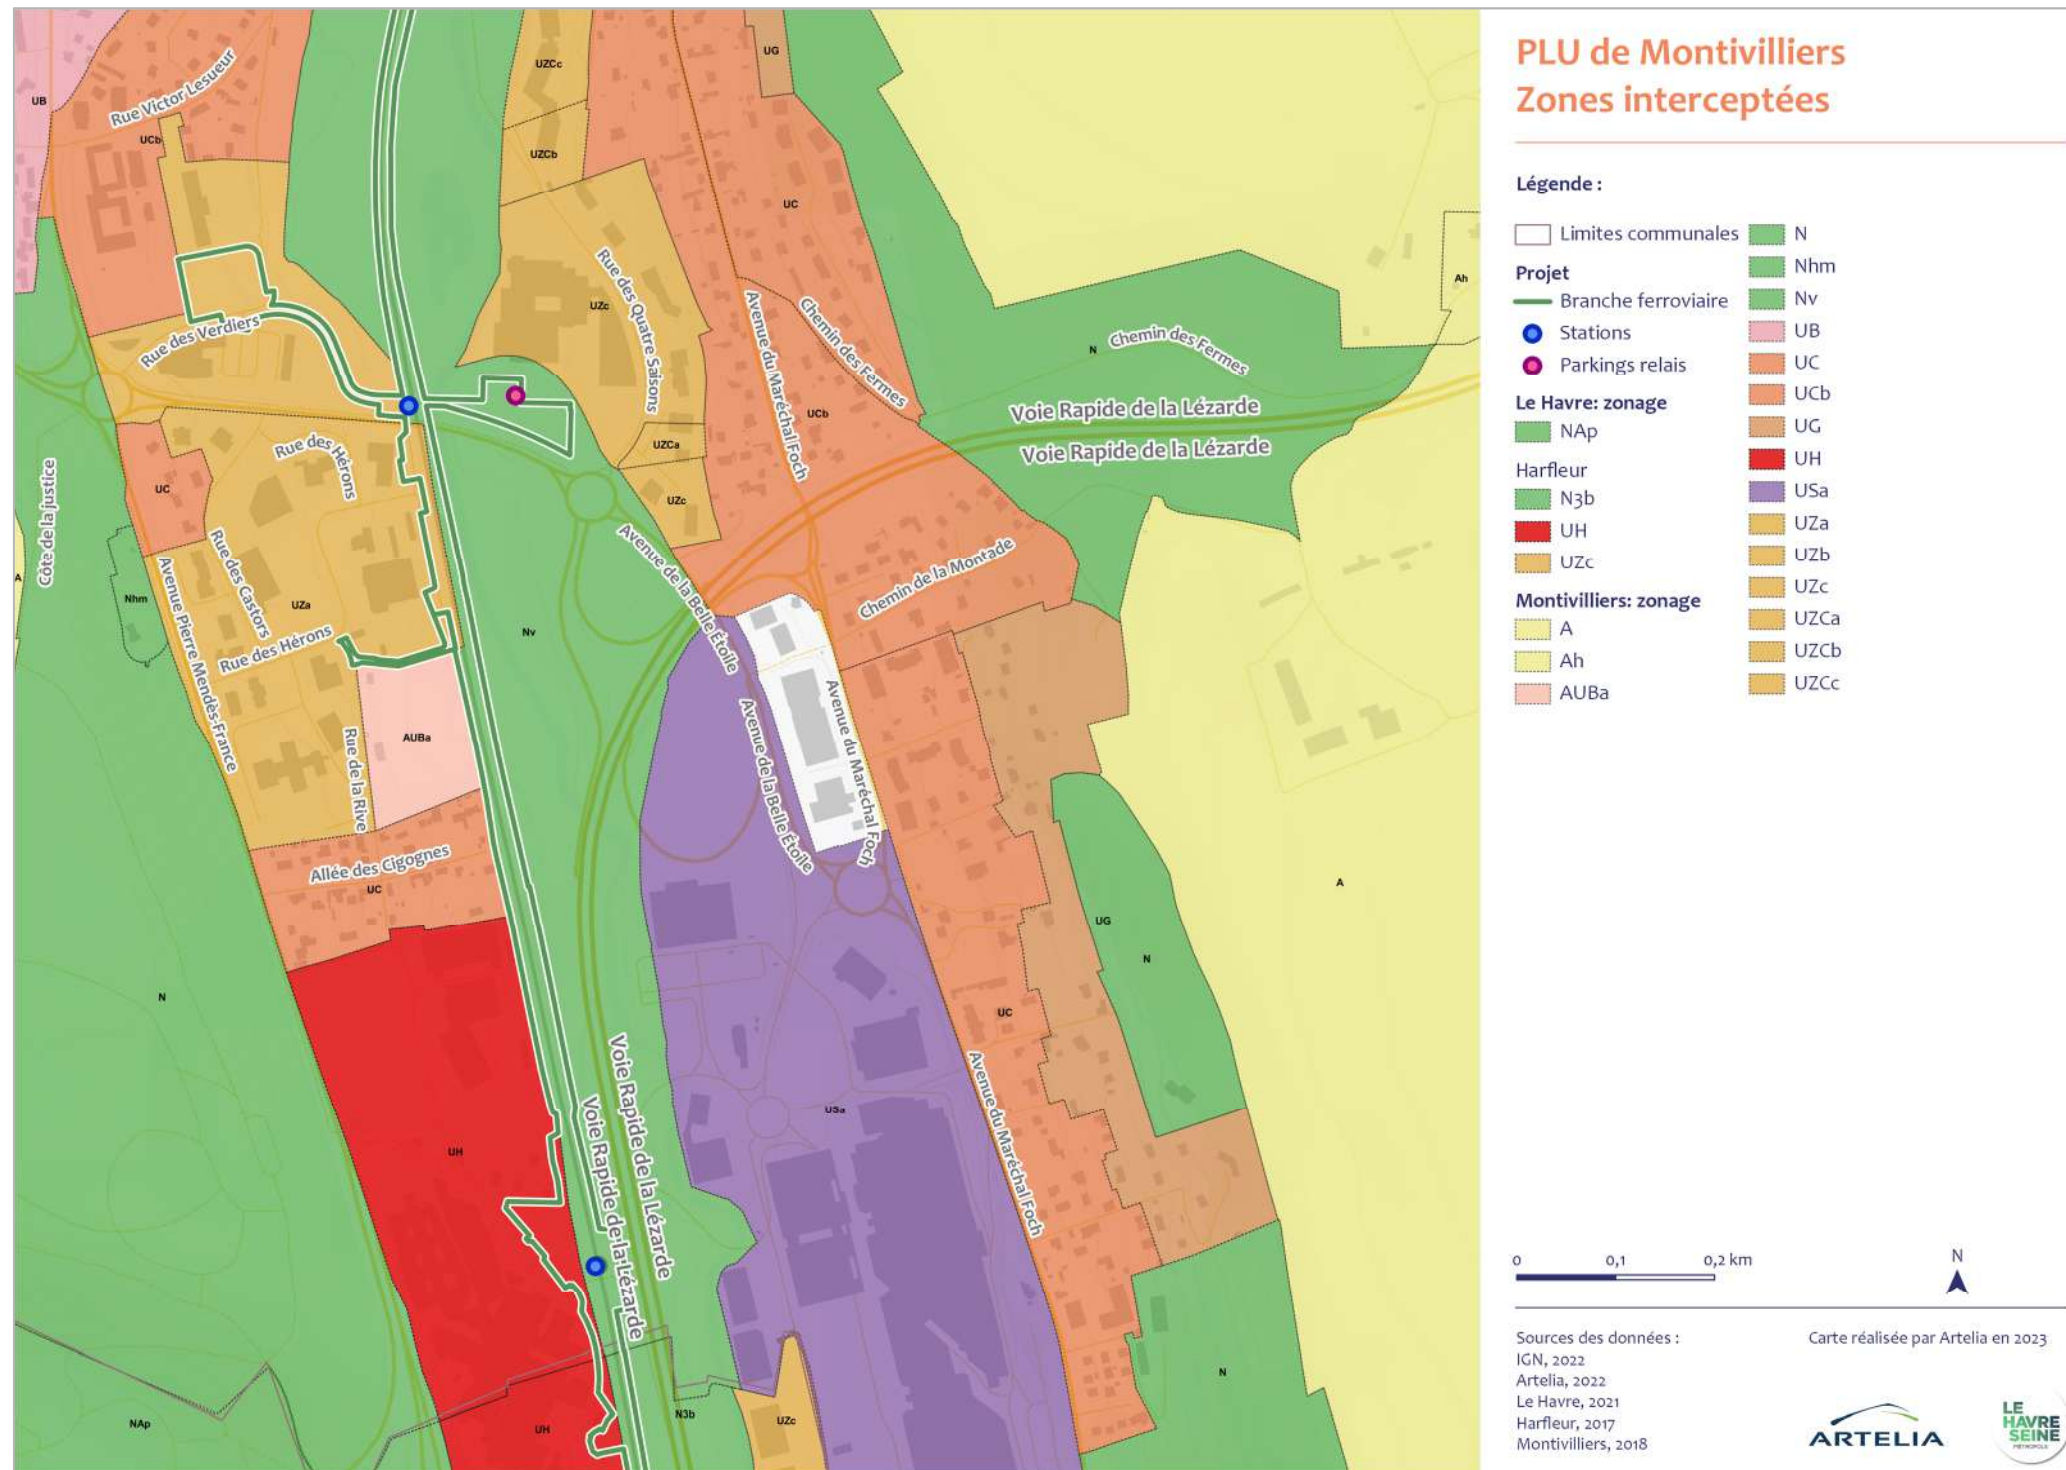 PLU de Montivilliers
Zones interceptées
Légende :
Limites communales
Projet
Branche ferroviaire
Stations
Parkings relais
Le Havre: zonage
NAp
Harfleur
N3b
UH
UZc
Montivilliers: zonage
A
Ah
AUBa
N
Nhm
Nv
UB
UC
UCb
UG
UH
USa
UZa
UZb
UZc
UZCa
UZCb
UZCc
0 0,1 0,2 km
N
Sources des données :
IGN, 2022
Artelia, 2022
Le Havre, 2021
Harfleur, 2017
Montivilliers, 2018
Carte réalisée par Artelia en 2023
ARTELIA
LE
HAVRE
SEINE
MÉTROPOLE
UB
Rue Victor Lesueur
UCb
UZCc
UG
UZCb
UC
Rue des Quatre Saisons
UZc
Ah
Rue des Verdiers
Avenue du Maréchal Foch
Chemin des Fermes
N
Chemin des Fermes
Voie Rapide de la Lézarde
Voie Rapide de la Lézarde
UCb
UZCa
UZc
Rue des Hérons
UC
Côte de la justice
A
Nhm
Rue des Castors
UZa
Rue des Hérons
Avenue Pierre Mendès-France
Nv
Avenue de la Belle Étoile
Chemin de la Montade
Avenue de la Belle Étoile
Avenue du Maréchal Foch
AUBa
Rue de la Rive
Allée des Cigognes
UC
A
UG
N
N
UC
Voie Rapide de la Lézarde
Voie Rapide de la Lézarde
Avenue du Maréchal Foch
USa
UH
N
NAp
UH
N3b
UZc